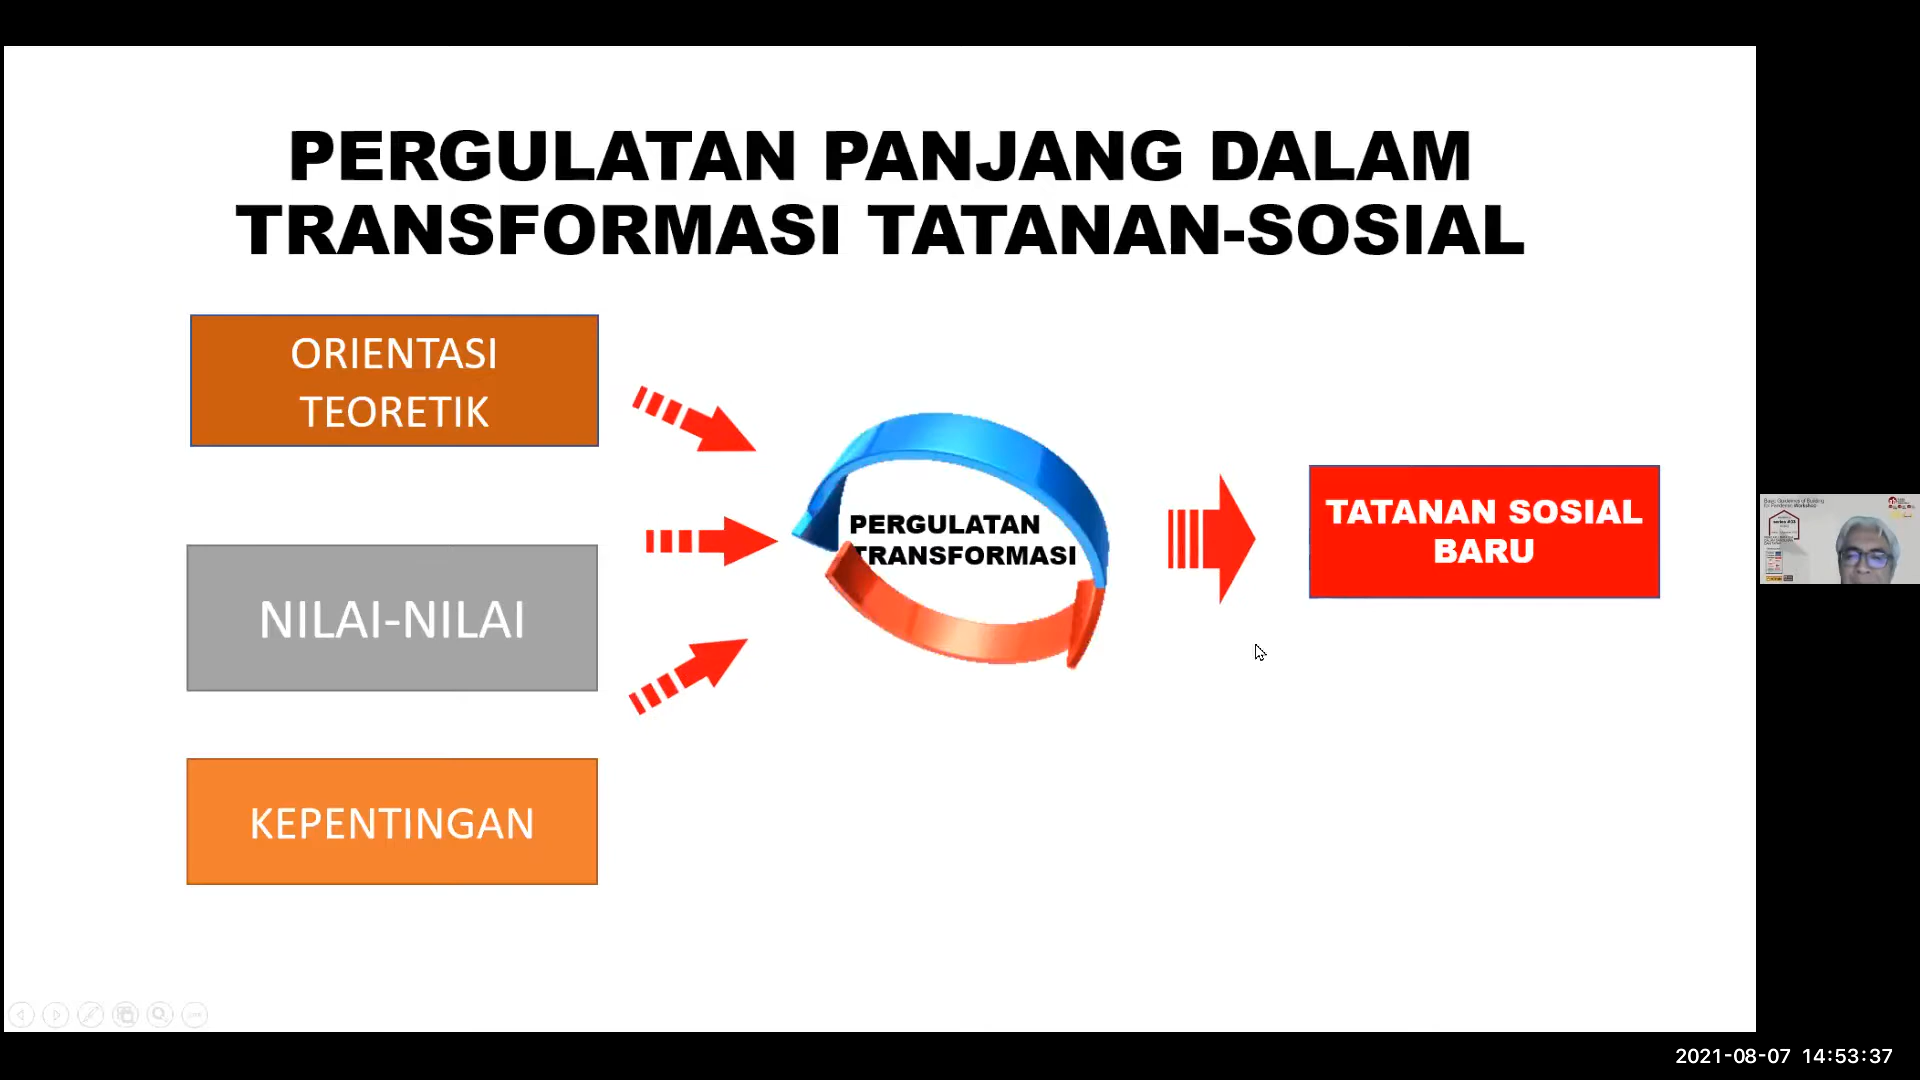 PERGULATAN PANJANG DALAM
TRANSFORMASI TATANAN-SOSIAL
ORIENTASI
TEORETIK
NILAI-NILAI
KEPENTINGAN
PERGULATAN
TRANSFORMASI
TATANAN SOSIAL
BARU
2021-08-07 14:53:37